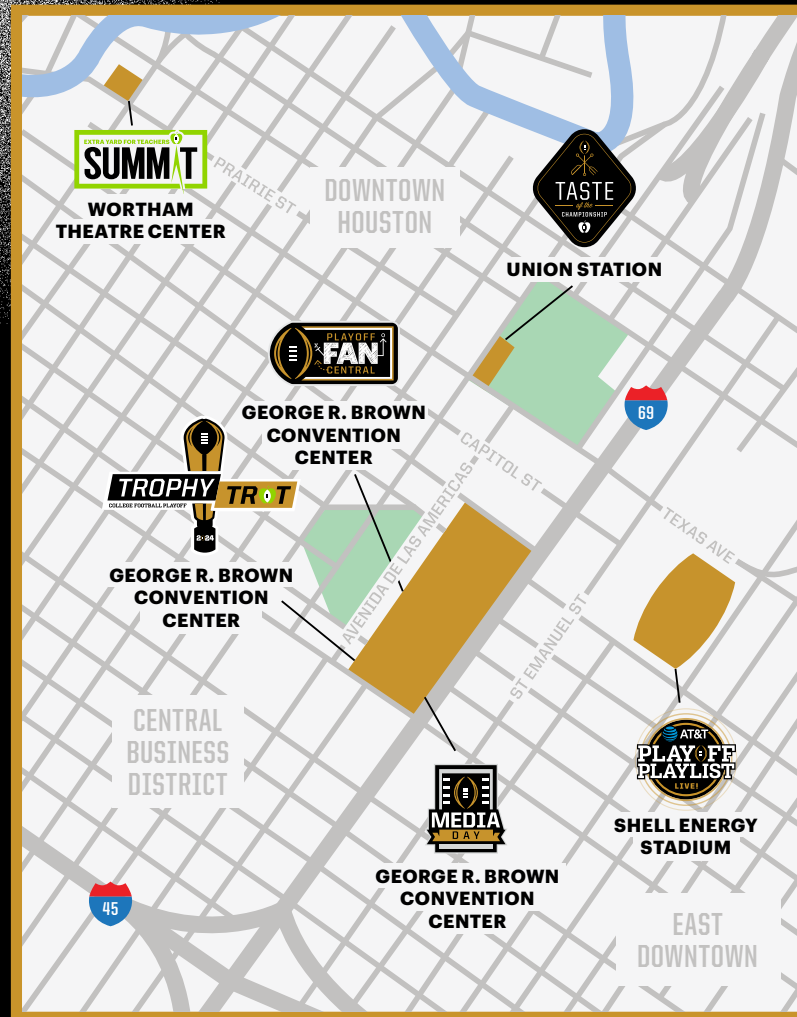 EXTRA YARD FOR TEACHERS
SUMMIT
WORTHAM
THEATRE CENTER
PRAIRIE ST
DOWNTOWN
HOUSTON
TASTE
of the
CHAMPIONSHIP
UNION STATION
PLAYOFF
FAN
CENTRAL
GEORGE R. BROWN
CONVENTION
CENTER
69
CAPITOL ST
TROPHY
TROT
COLLEGE FOOTBALL PLAYOFF
2•24
GEORGE R. BROWN
CONVENTION
CENTER
AVENIDA DE LAS AMERICAS
TEXAS AVE
ST EMANUEL ST
CENTRAL
BUSINESS
DISTRICT
AT&T
PLAYOFF
PLAYLIST
LIVE!
SHELL ENERGY
STADIUM
MEDIA
DAY
GEORGE R. BROWN
CONVENTION
CENTER
45
EAST
DOWNTOWN